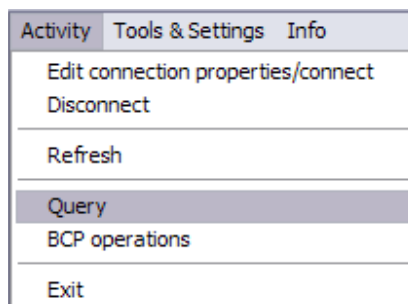 Activity Tools & Settings Info
Edit connection properties/connect
Disconnect
Refresh
Query
BCP operations
Exit